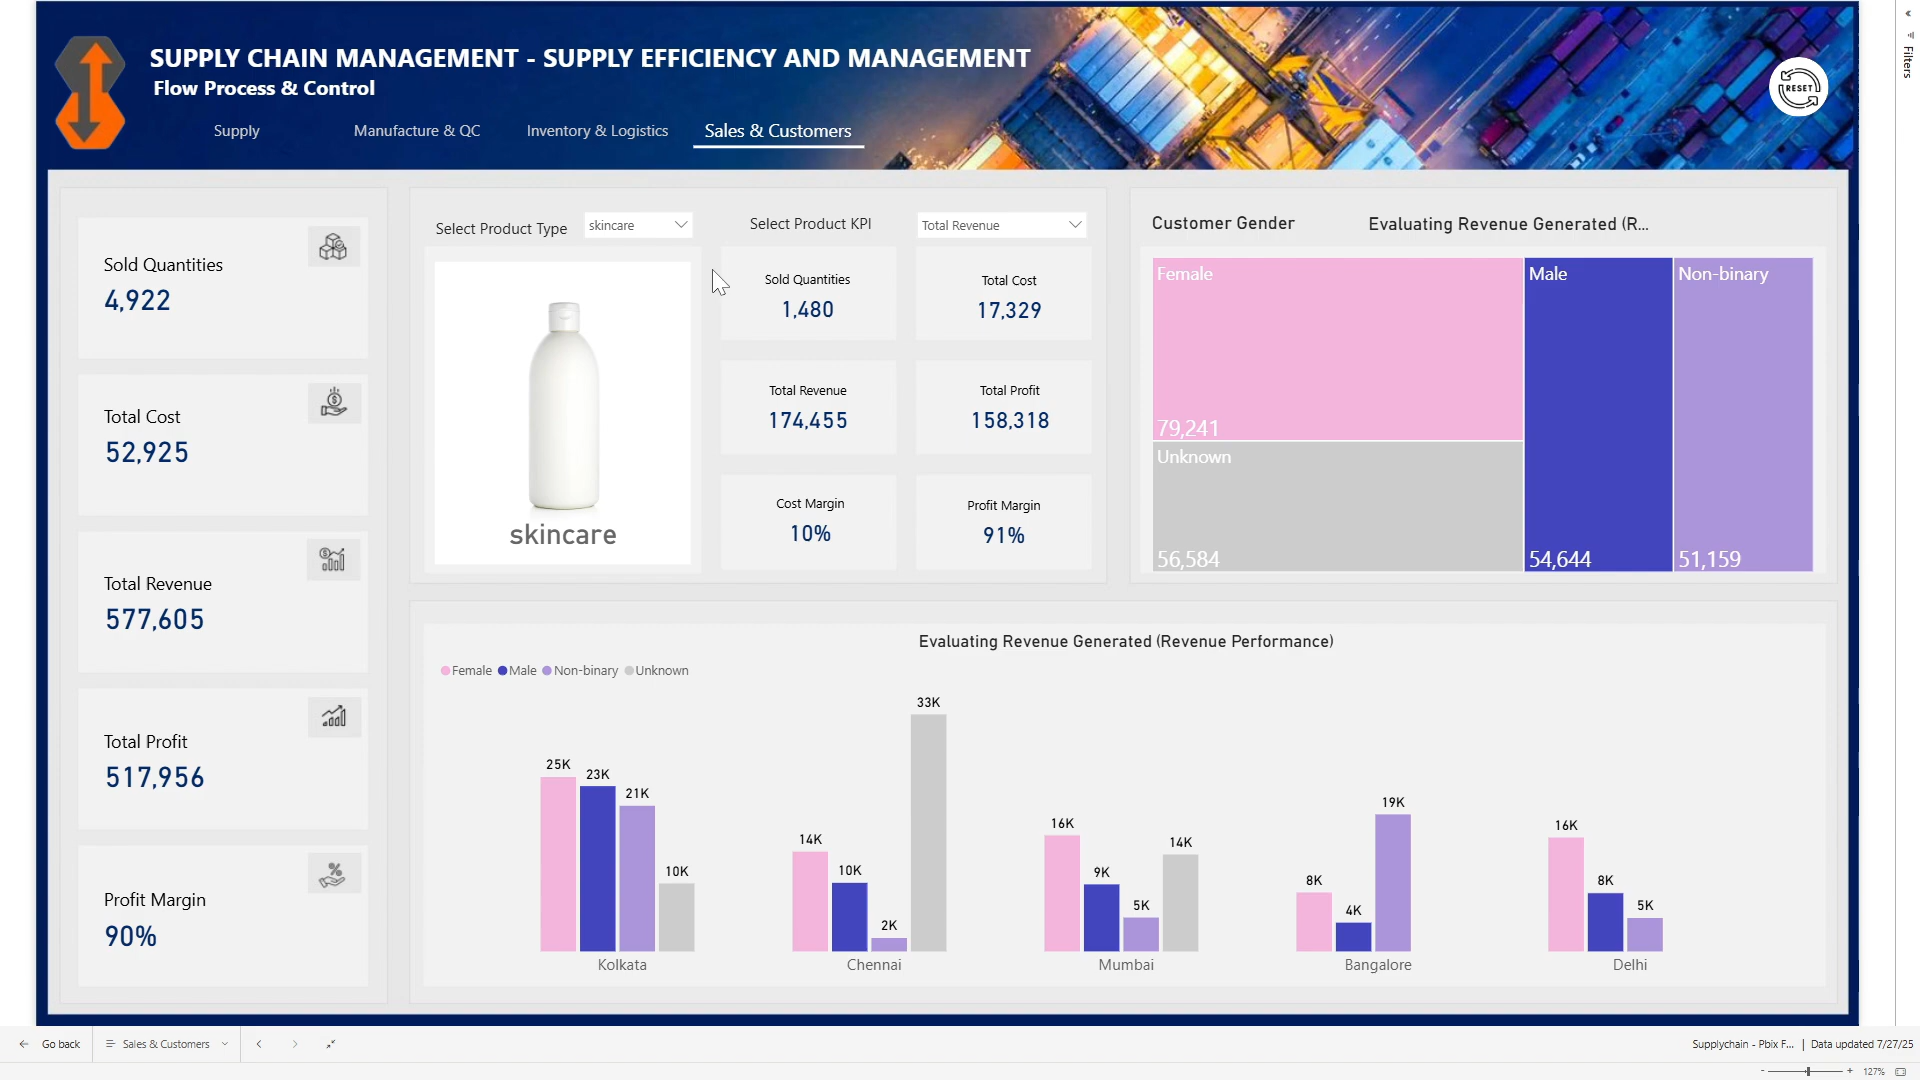 SUPPLY CHAIN MANAGEMENT - SUPPLY EFFICIENCY AND MANAGEMENT
Flow Process & Control
RESET
Filters
Supply
Manufacture & QC
Inventory & Logistics
Sales & Customers
Sold Quantities
4,922
Total Cost
52,925
Total Revenue
577,605
Total Profit
517,956
Profit Margin
90%
Select Product Type
skincare
Select Product KPI
Total Revenue
skincare
Sold Quantities
1,480
Total Cost
17,329
Total Revenue
174,455
Total Profit
158,318
Cost Margin
10%
Profit Margin
91%
Customer Gender
Evaluating Revenue Generated (R...
Female
79,241
Unknown
56,584
Male
54,644
Non-binary
51,159
Evaluating Revenue Generated (Revenue Performance)
Female Male Non-binary Unknown
25K
23K
21K
10K
Kolkata
14K
10K
2K
33K
Chennai
16K
9K
5K
14K
Mumbai
8K
4K
19K
Bangalore
16K
8K
5K
Delhi
Go back
Sales & Customers
Supplychain - Pbix F... | Data updated 7/27/25
- + 127%